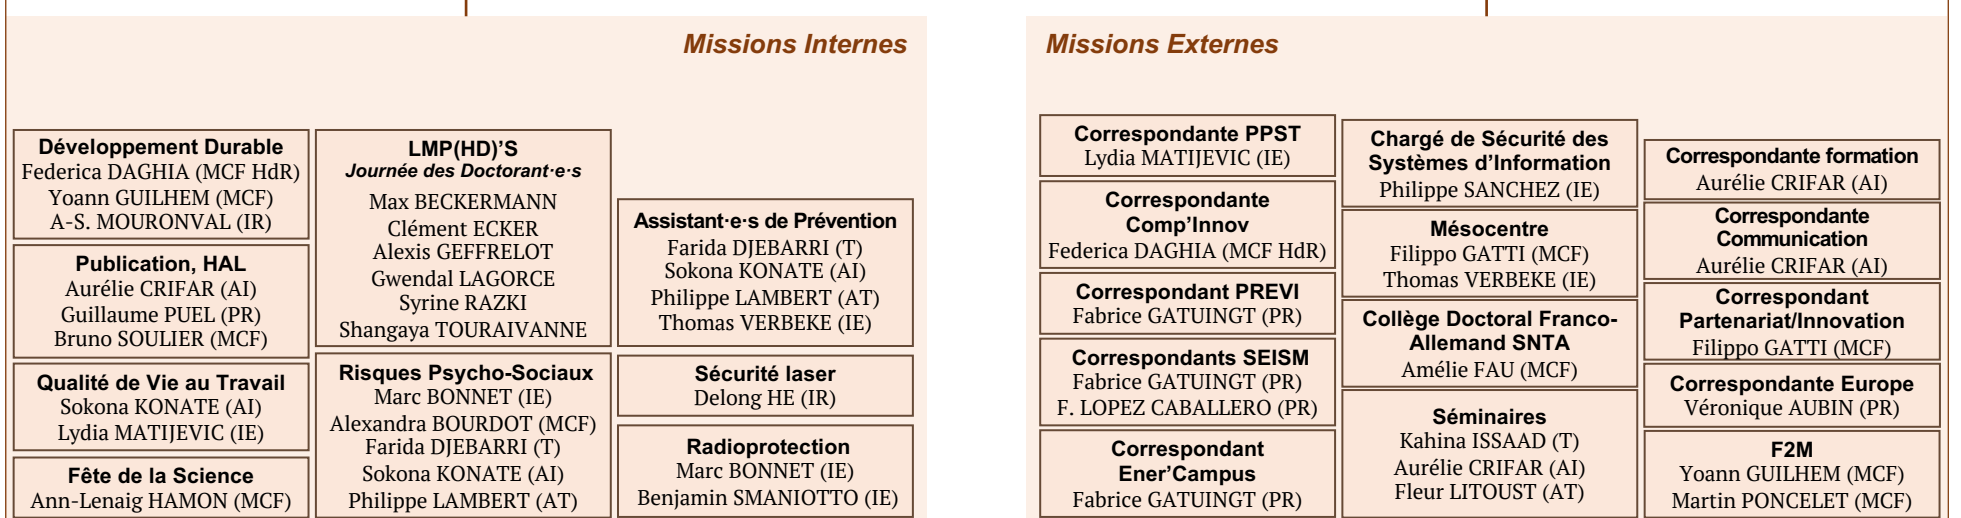 Missions Internes
Développement Durable
Federica DAGHIA (MCF HdR)
Yoann GUILHEM (MCF)
A-S. MOURONVAL (IR)
Publication, HAL
Aurélie CRIFAR (AI)
Guillaume PUEL (PR)
Bruno SOULIER (MCF)
Qualité de Vie au Travail
Sokona KONATE (AI)
Lydia MATIJEVIC (IE)
Fête de la Science
Ann-Lenaig HAMON (MCF)
LMP(HD)’S
Journée des Doctorant·e·s
Max BECKERMANN
Clément ECKER
Alexis GEFFRELOT
Gwendal LAGORCE
Syrine RAZKI
Shangaya TOURAIVANNE
Risques Psycho-Sociaux
Marc BONNET (IE)
Alexandra BOURDOT (MCF)
Farida DJEBARRI (T)
Sokona KONATE (AI)
Philippe LAMBERT (AT)
Assistant·e·s de Prévention
Farida DJEBARRI (T)
Sokona KONATE (AI)
Philippe LAMBERT (AT)
Thomas VERBEKE (IE)
Sécurité laser
Delong HE (IR)
Radioprotection
Marc BONNET (IE)
Benjamin SMANIOTTO (IE)
Missions Externes
Correspondante PPST
Lydia MATIJEVIC (IE)
Correspondante
Comp’Innov
Federica DAGHIA (MCF HdR)
Correspondant PREVI
Fabrice GATUINGT (PR)
Correspondants SEISM
Fabrice GATUINGT (PR)
F. LOPEZ CABALLERO (PR)
Correspondant
Ener’Campus
Fabrice GATUINGT (PR)
Chargé de Sécurité des
Systèmes d’Information
Philippe SANCHEZ (IE)
Mésocentre
Filippo GATTI (MCF)
Thomas VERBEKE (IE)
Collège Doctoral Franco-
Allemand SNTA
Amélie FAU (MCF)
Séminaires
Kahina ISSAAD (T)
Aurélie CRIFAR (AI)
Fleur LITOUST (AT)
Correspondante formation
Aurélie CRIFAR (AI)
Correspondante
Communication
Aurélie CRIFAR (AI)
Correspondant
Partenariat/Innovation
Filippo GATTI (MCF)
Correspondante Europe
Véronique AUBIN (PR)
F2M
Yoann GUILHEM (MCF)
Martin PONCELET (MCF)